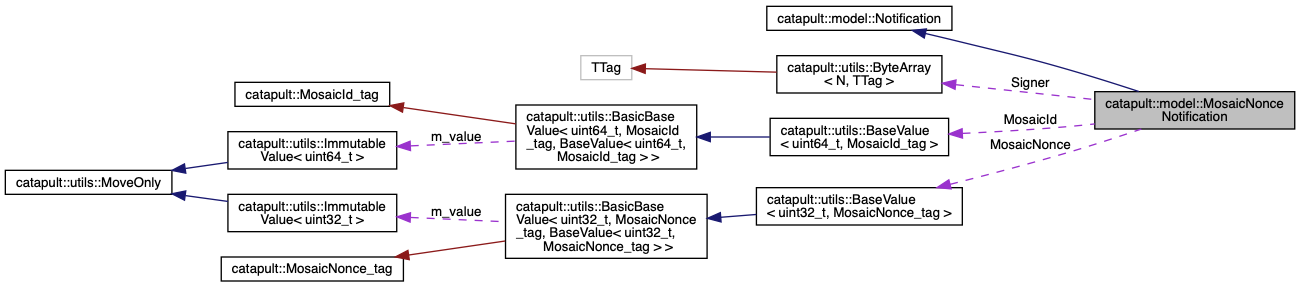 catapult::model::Notification
TTag
catapult::utils::ByteArray
< N, TTag >
Signer
catapult::MosaicId_tag
catapult::utils::BasicBase
Value< uint64_t, MosaicId
_tag, BaseValue< uint64_t,
MosaicId_tag > >
catapult::model::MosaicNonce
Notification
MosaicId
catapult::utils::BaseValue
< uint64_t, MosaicId_tag >
m_value
catapult::utils::Immutable
Value< uint64_t >
MosaicNonce
catapult::utils::MoveOnly
catapult::utils::Immutable
Value< uint32_t >
m_value
catapult::utils::BasicBase
Value< uint32_t, MosaicNonce
_tag, BaseValue< uint32_t,
MosaicNonce_tag > >
catapult::utils::BaseValue
< uint32_t, MosaicNonce_tag >
catapult::MosaicNonce_tag